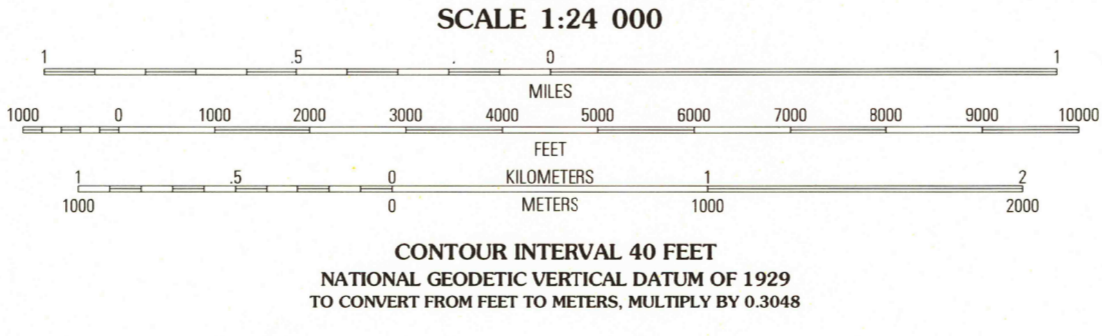 SCALE 1:24 000
1 .5 0 1
MILES
1000 0 1000 2000 3000 4000 5000 6000 7000 8000 9000 10000
FEET
1 .5 0 KILOMETERS 1 2
1000 0 METERS 1000 2000
CONTOUR INTERVAL 40 FEET
NATIONAL GEODETIC VERTICAL DATUM OF 1929
TO CONVERT FROM FEET TO METERS, MULTIPLY BY 0.3048